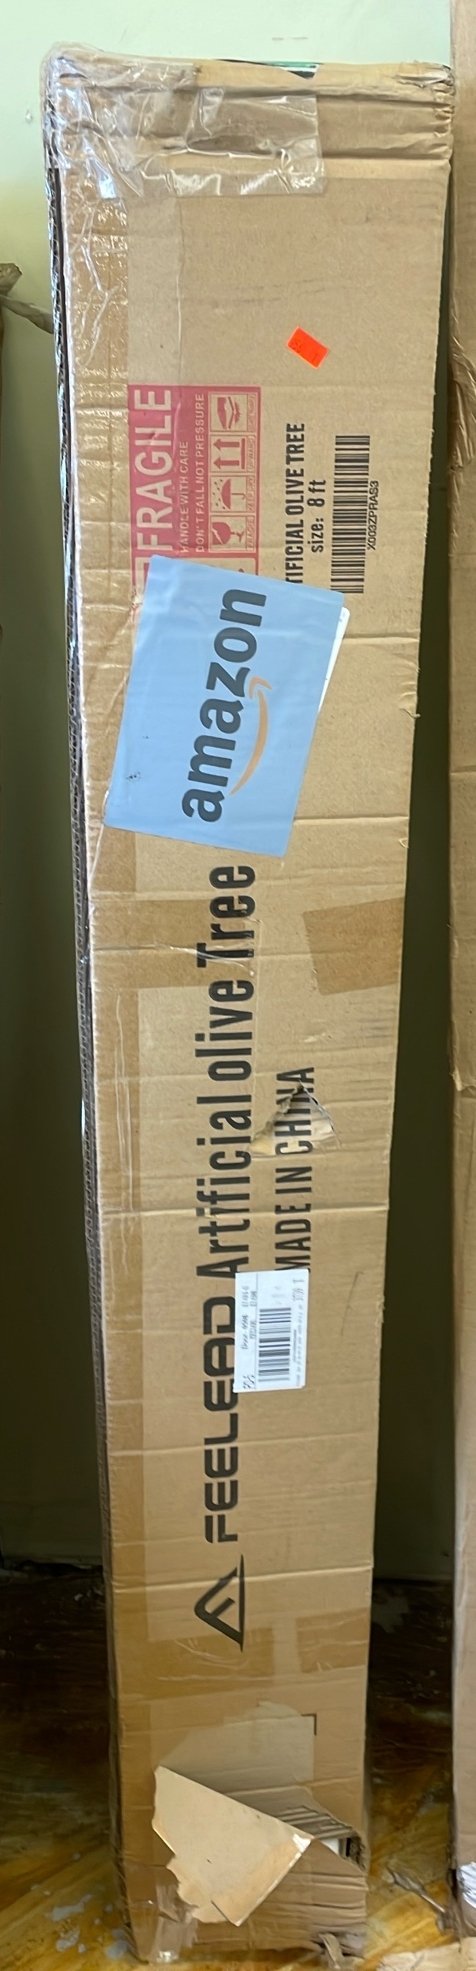 FRAGILE
HANDLE WITH CARE
DON'T FALL NOT PRESSURE
TIFICIAL OLIVE TREE
size: 8 ft
X003ZPRAS3
amazon
FEELEAD Artificial olive Tree
MADE IN CHINA